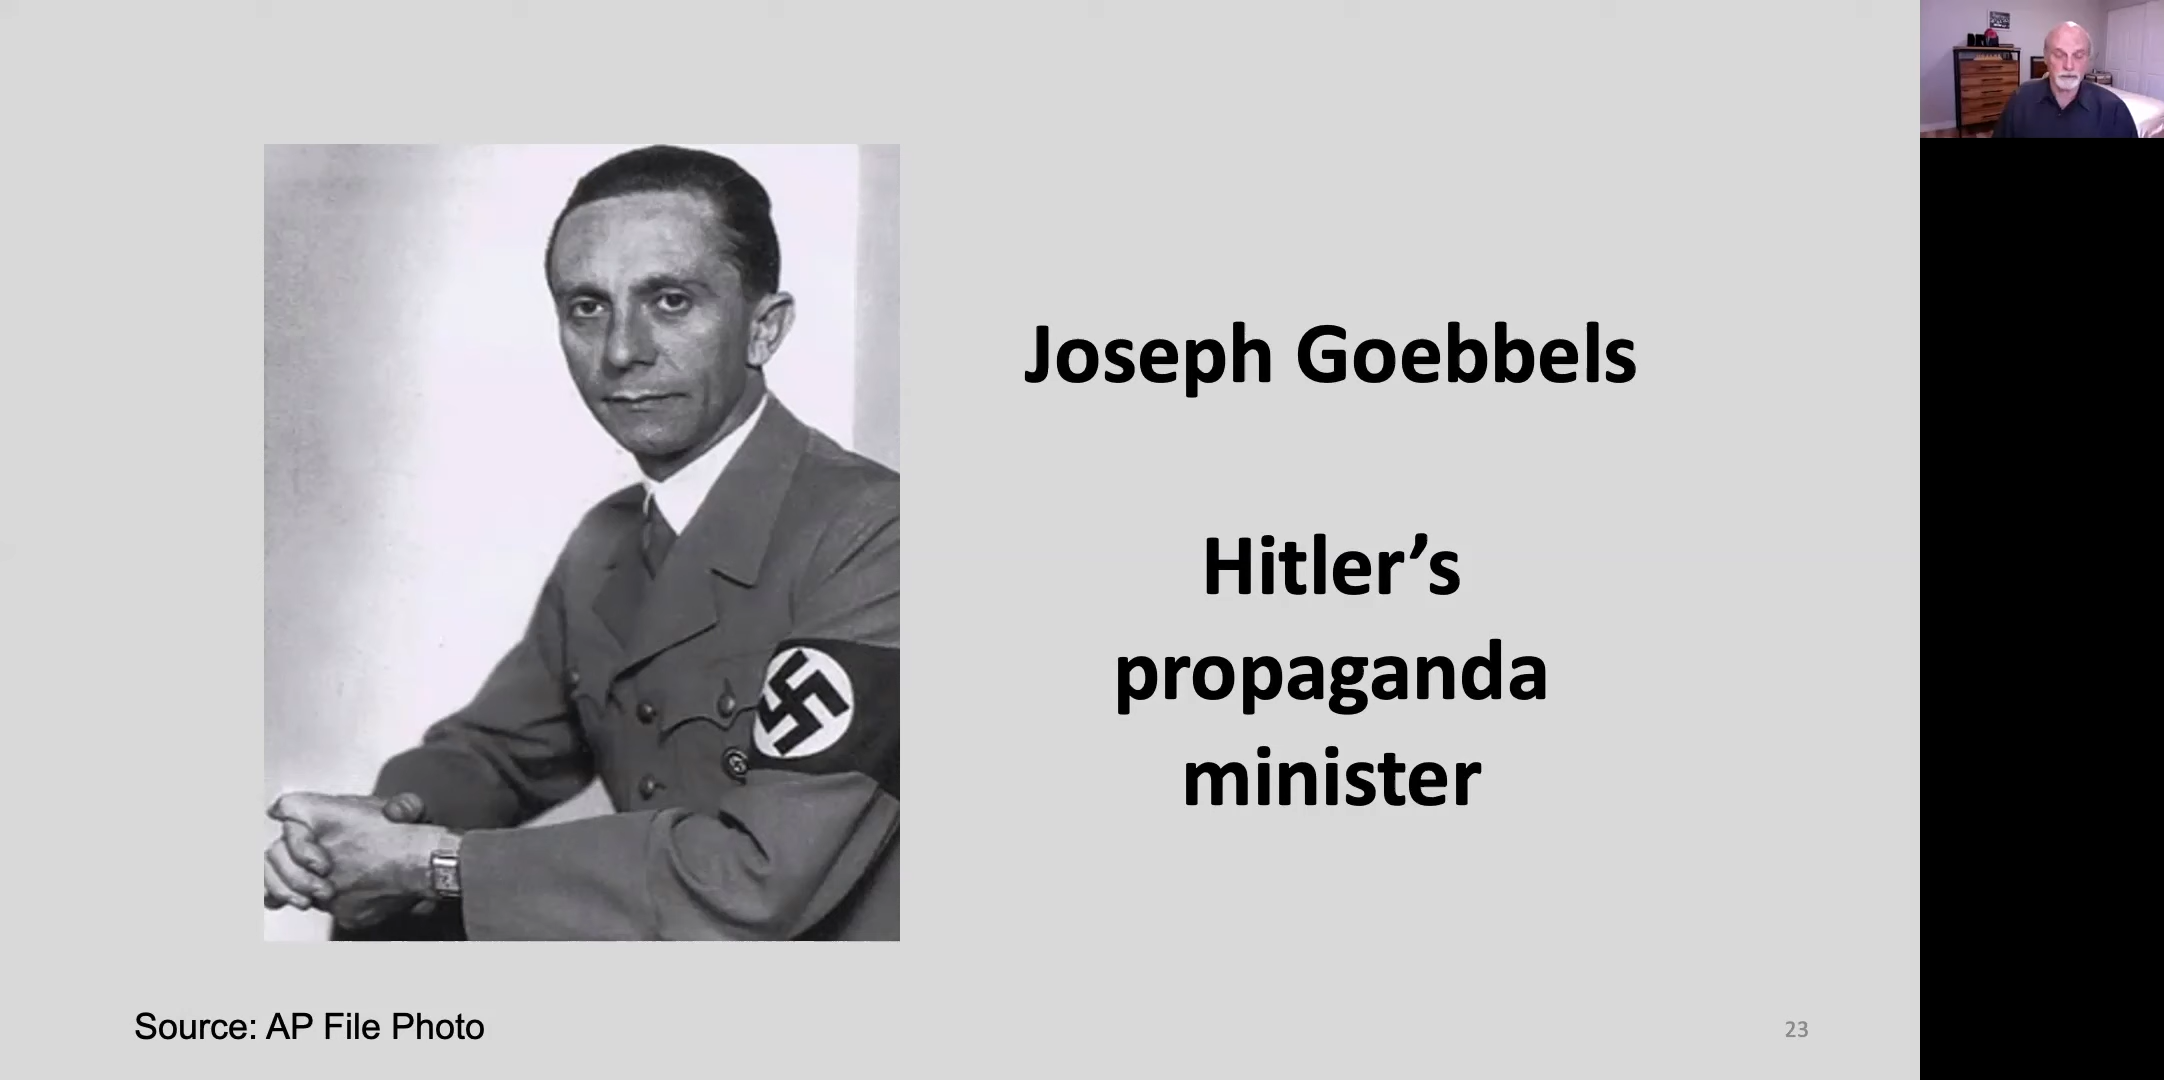 Joseph Goebbels
Hitler’s
propaganda
minister
Source: AP File Photo
23